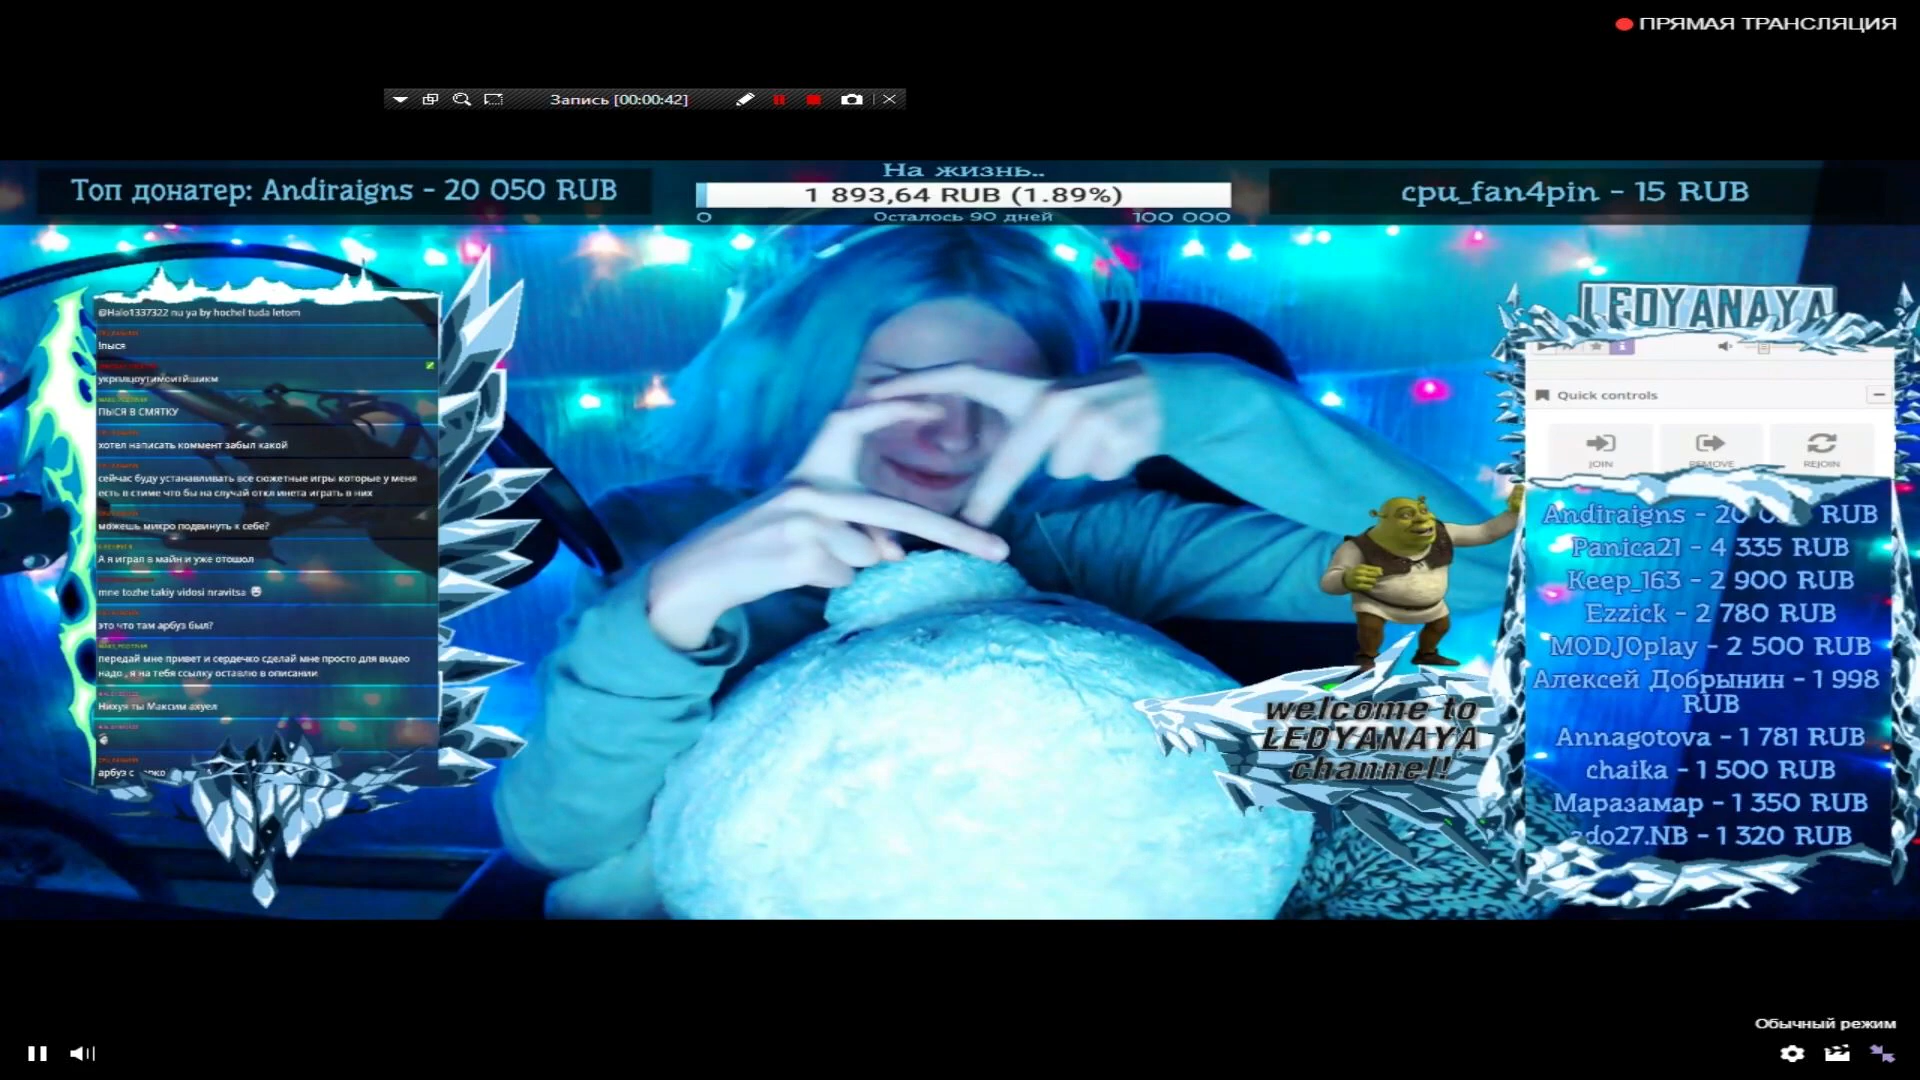 ПРЯМАЯ ТРАНСЛЯЦИЯ
Запись [00:00:42]
На жизнь..
Топ донатер: Andiraigns - 20 050 RUB
1 893,64 RUB (1.89%)
cpu_fan4pin - 15 RUB
0
Осталось 90 дней
100 000
@Halo1337322 nu ya by hochel tuda letom
!пыся
укрплцоутимоитйшикм
ПЫСЯ В СМЯТКУ
хотел написать коммент забыл какой
сейчас буду устанавливать все сюжетные игры которые у меня
есть в стиме что бы на случай откл инета играть в них
можешь микро подвинуть к себе?
А я играл в майн и уже отошол
mne tozhe takiy vidosi nravitsa
это что там арбуз был?
передай мне привет и сердечко сделай мне просто для видео
надо , я на тебя ссылку оставлю в описании
Нихуя ты Максим ахуел
арбуз с
LEDYANAYA
Quick controls
JOIN
REMOVE
REJOIN
Andiraigns - 20 RUB
Panica21 - 4 335 RUB
Keep_163 - 2 900 RUB
Ezzick - 2 780 RUB
MODJOplay - 2 500 RUB
Алексей Добрынин - 1 998
RUB
Annagotova - 1 781 RUB
chaika - 1 500 RUB
Маразамар - 1 350 RUB
do27.NB - 1 320 RUB
welcome to
LEDYANAYA
channel!
Обычный режим